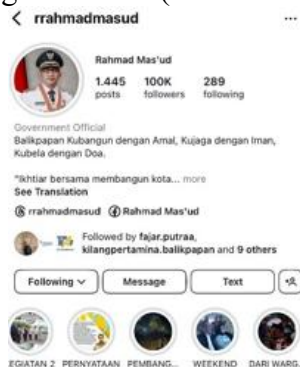 rrahmadmasud
Rahmad Mas'ud
1.445 100K 289
posts followers following
Government Official
Balikpapan Kubangun dengan Amal, Kujaga dengan Iman,
Kubela dengan Doa.
"Ikhtiar bersama membangun kota... more
See Translation
rrahmadmasud Rahmad Mas'ud
Followed by fajar.putraa,
kilangpertamina.balikpapan and 9 others
Following Message Text
EGIATAN 2 PERNYATAAN PEMBANG... WEEKEND DARI WARG.